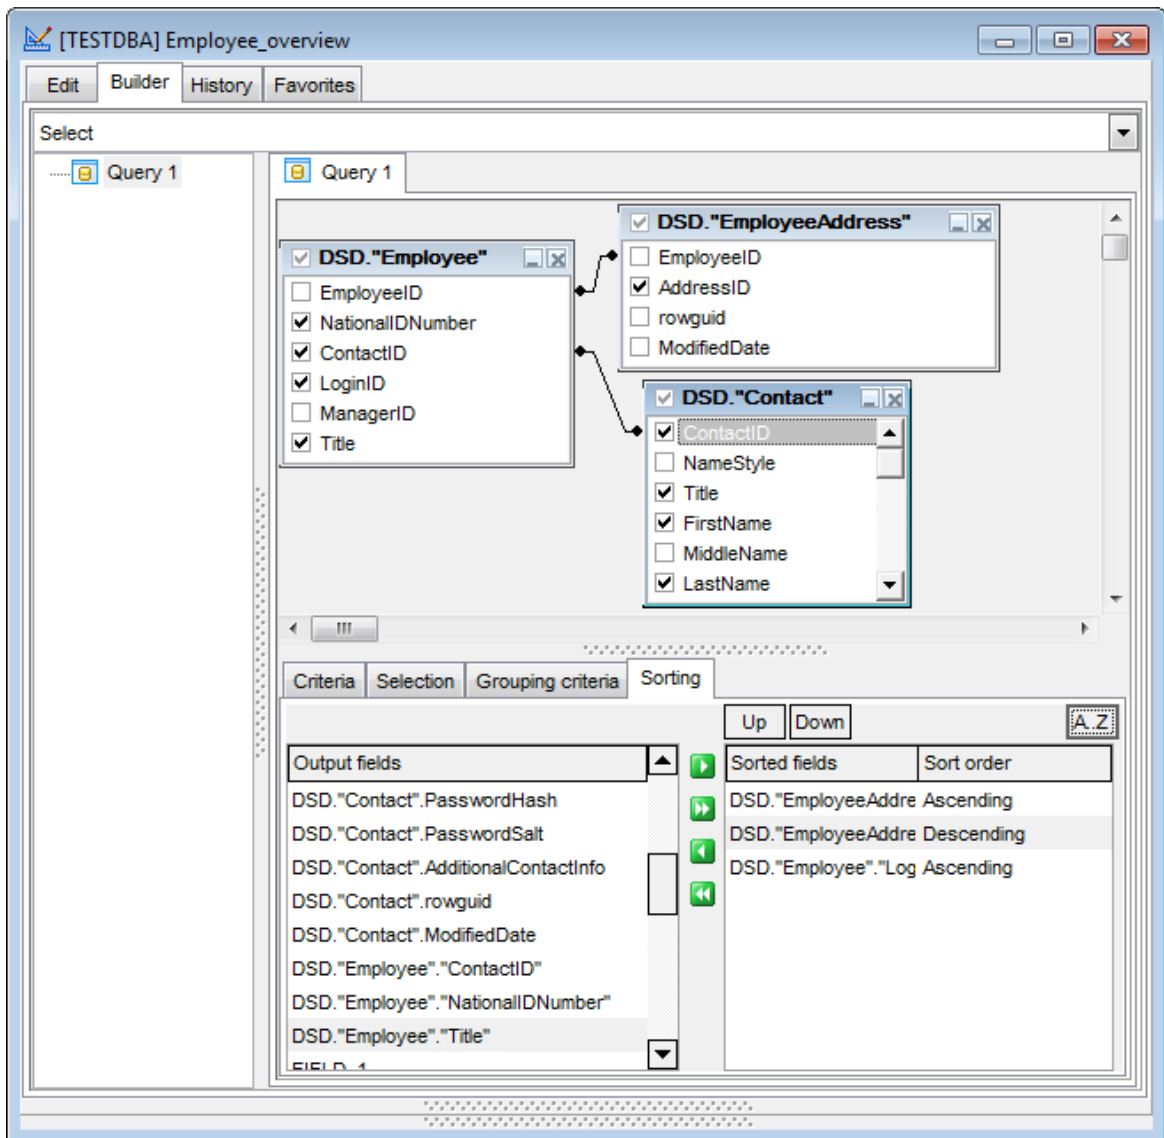 [TESTDBA] Employee_overview
Edit Builder History Favorites
Select
Query 1
Query 1
DSD."Employee"
EmployeeID
NationalIDNumber
ContactID
LoginID
ManagerID
Title
DSD."EmployeeAddress"
EmployeeID
AddressID
rowguid
ModifiedDate
DSD."Contact"
ContactID
NameStyle
Title
FirstName
MiddleName
LastName
Criteria Selection Grouping criteria Sorting
Up Down A..Z
Output fields
DSD."Contact".PasswordHash
DSD."Contact".PasswordSalt
DSD."Contact".AdditionalContactInfo
DSD."Contact".rowguid
DSD."Contact".ModifiedDate
DSD."Employee"."ContactID"
DSD."Employee"."NationalIDNumber"
DSD."Employee"."Title"
FIELD_1
Sorted fields Sort order
DSD."EmployeeAddre Ascending
DSD."EmployeeAddre Descending
DSD."Employee"."Log Ascending